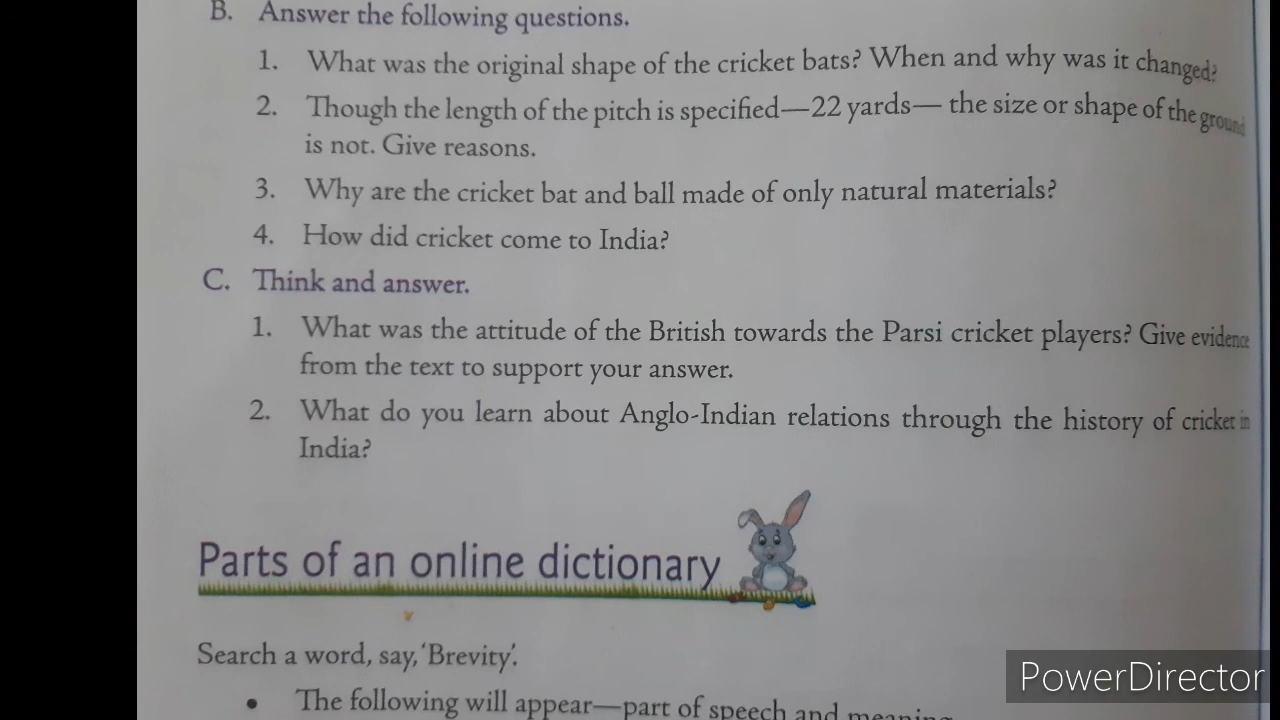 B. Answer the following questions.
1. What was the original shape of the cricket bats? When and why was it changed?
2. Though the length of the pitch is specified—22 yards— the size or shape of the ground
is not. Give reasons.
3. Why are the cricket bat and ball made of only natural materials?
4. How did cricket come to India?
C. Think and answer.
1. What was the attitude of the British towards the Parsi cricket players? Give evidence
from the text to support your answer.
2. What do you learn about Anglo-Indian relations through the history of cricket in
India?
Parts of an online dictionary
Search a word, say, 'Brevity'.
• The following will appear—part of speech and meaning
PowerDirector